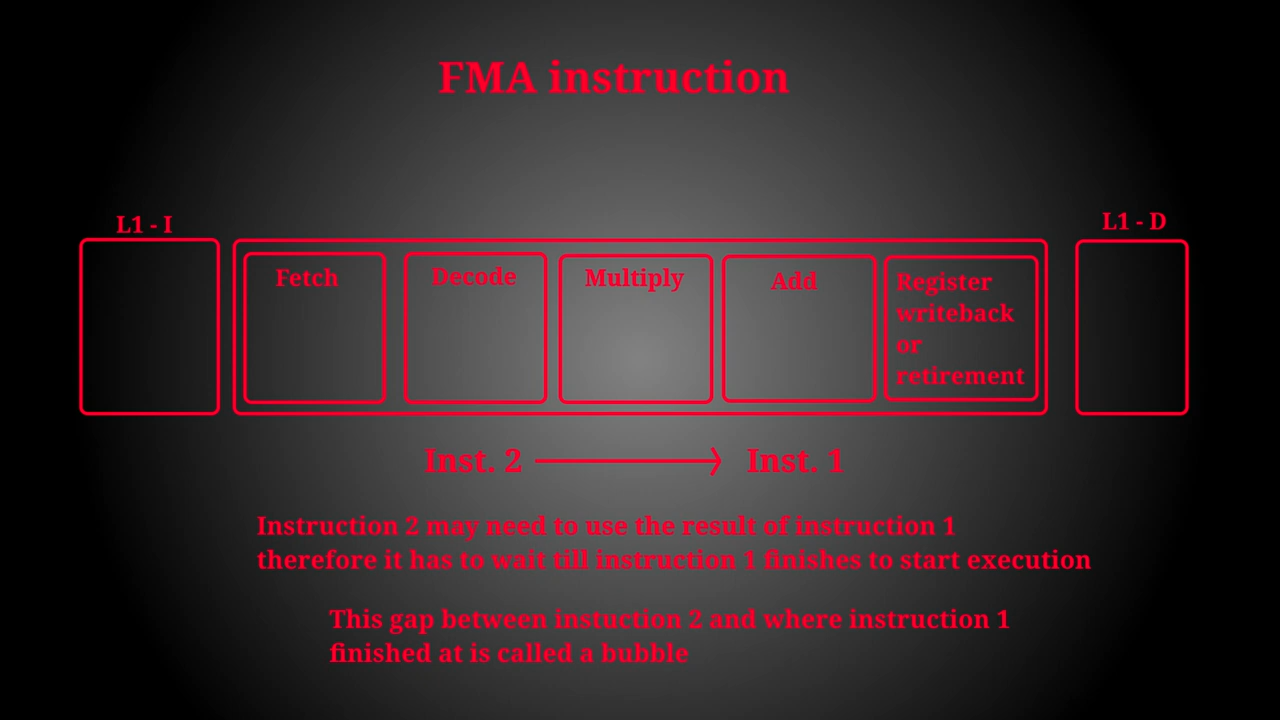 FMA instruction
L1 - I
L1 - D
Fetch
Decode
Multiply
Add
Register
writeback
or
retirement
Inst. 2
Inst. 1
Instruction 2 may need to use the result of instruction 1
therefore it has to wait till instruction 1 finishes to start execution
This gap between instuction 2 and where instruction 1
finished at is called a bubble